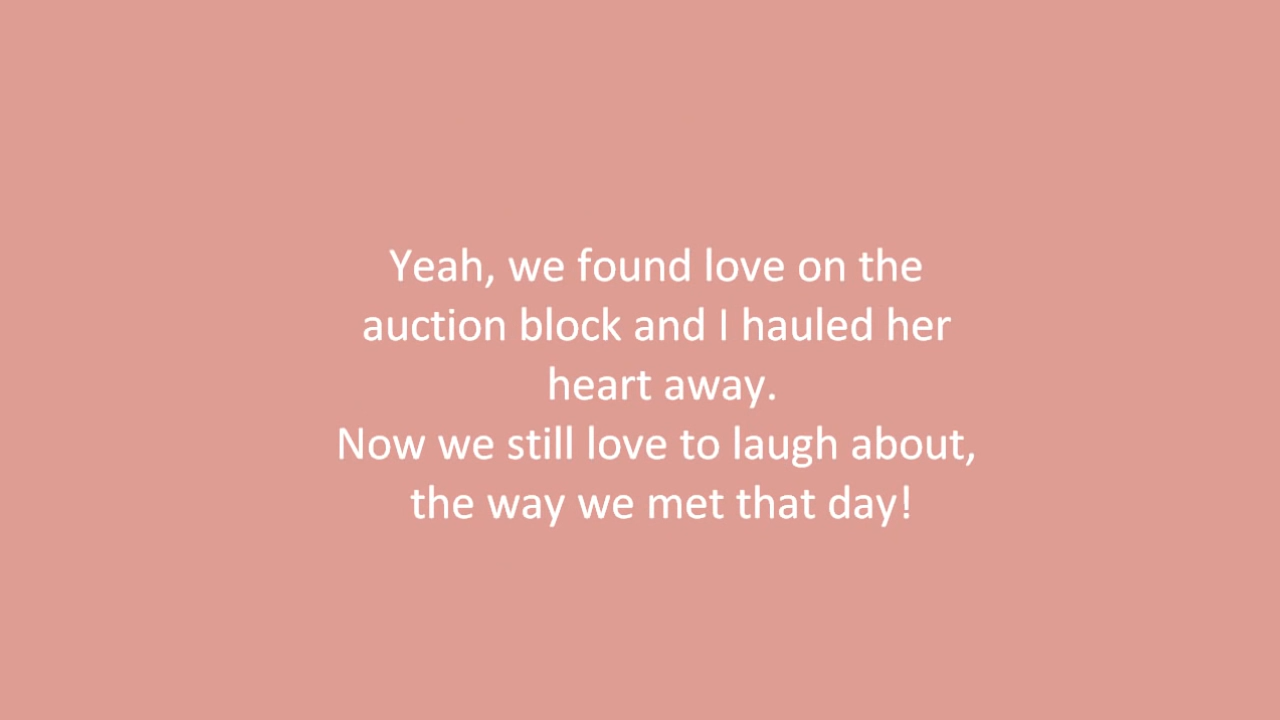 Yeah, we found love on the
auction block and I hauled her
heart away.
Now we still love to laugh about,
the way we met that day!